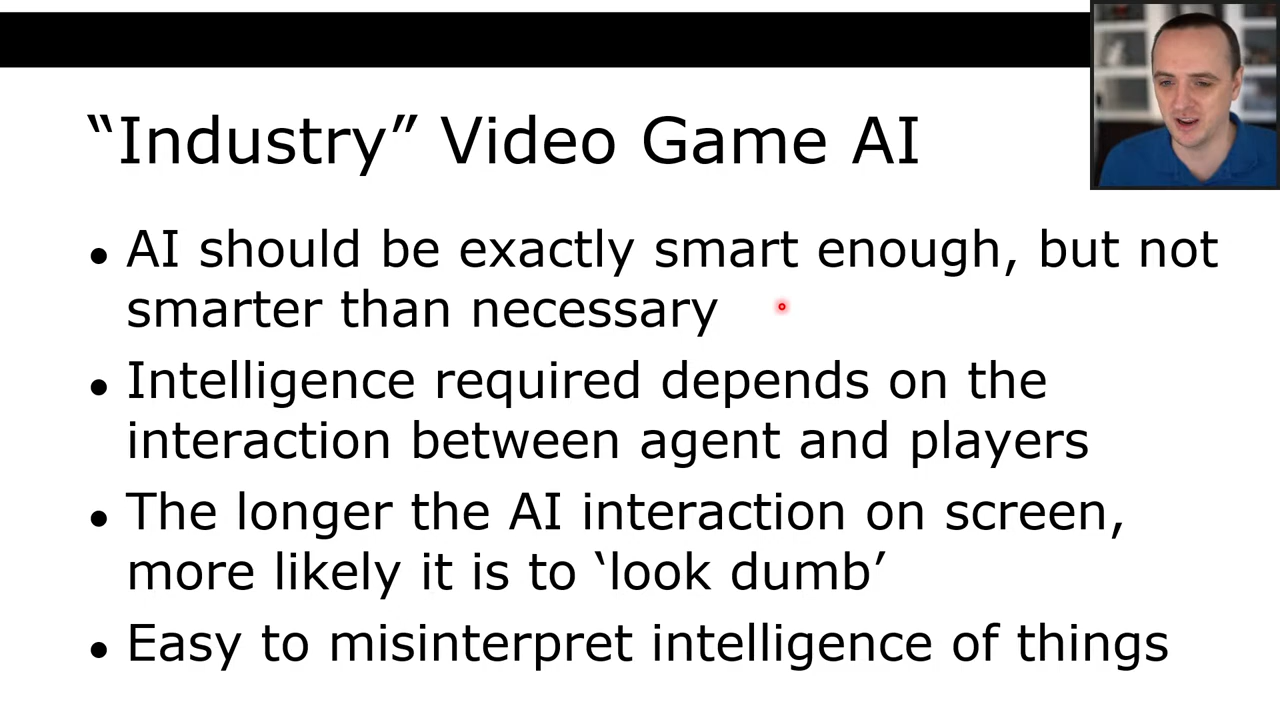 “Industry” Video Game AI
• AI should be exactly smart enough, but not
smarter than necessary
• Intelligence required depends on the
interaction between agent and players
• The longer the AI interaction on screen,
more likely it is to ‘look dumb’
• Easy to misinterpret intelligence of things